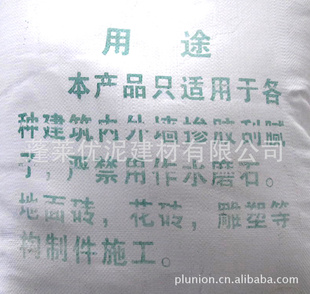 用 途
本产品只适用于各
种建筑内外墙掺胶刮腻
子，严禁用作水磨石。
地面砖，花砖，雕塑等
构制件施工。
蓬莱优泥建材有限公司
plunion.cn.alibaba.com